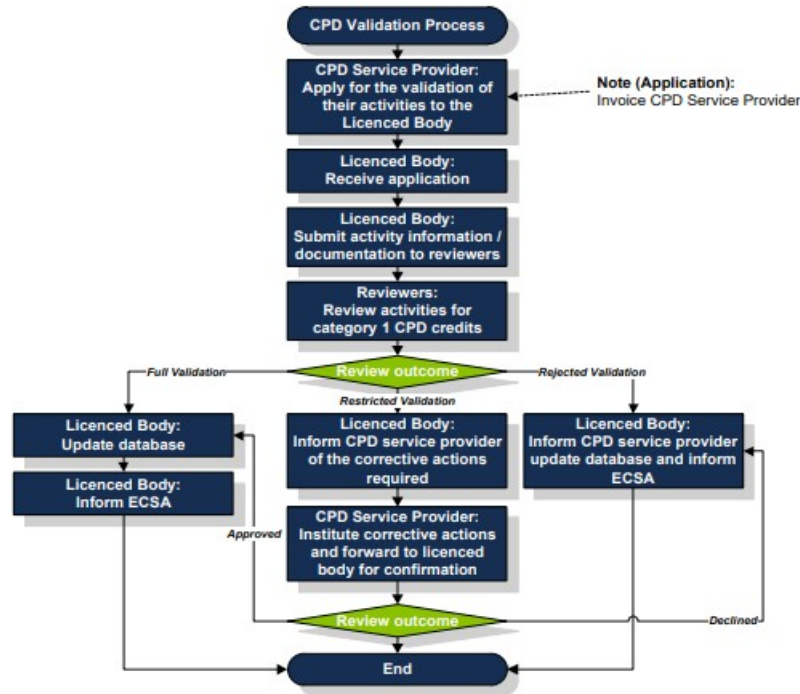 CPD Validation Process
CPD Service Provider:
Apply for the validation of
their activities to the
Licenced Body
Note (Application):
Invoice CPD Service Provider
Licenced Body:
Receive application
Licenced Body:
Submit activity information /
documentation to reviewers
Reviewers:
Review activities for
category 1 CPD credits
Review outcome
Full Validation
Restricted Validation
Rejected Validation
Licenced Body:
Update database
Licenced Body:
Inform ECSA
Licenced Body:
Inform CPD service provider
of the corrective actions
required
Licenced Body:
Inform CPD service provider
update database and inform
ECSA
CPD Service Provider:
Institute corrective actions
and forward to licenced
body for confirmation
Approved
Review outcome
Declined
End